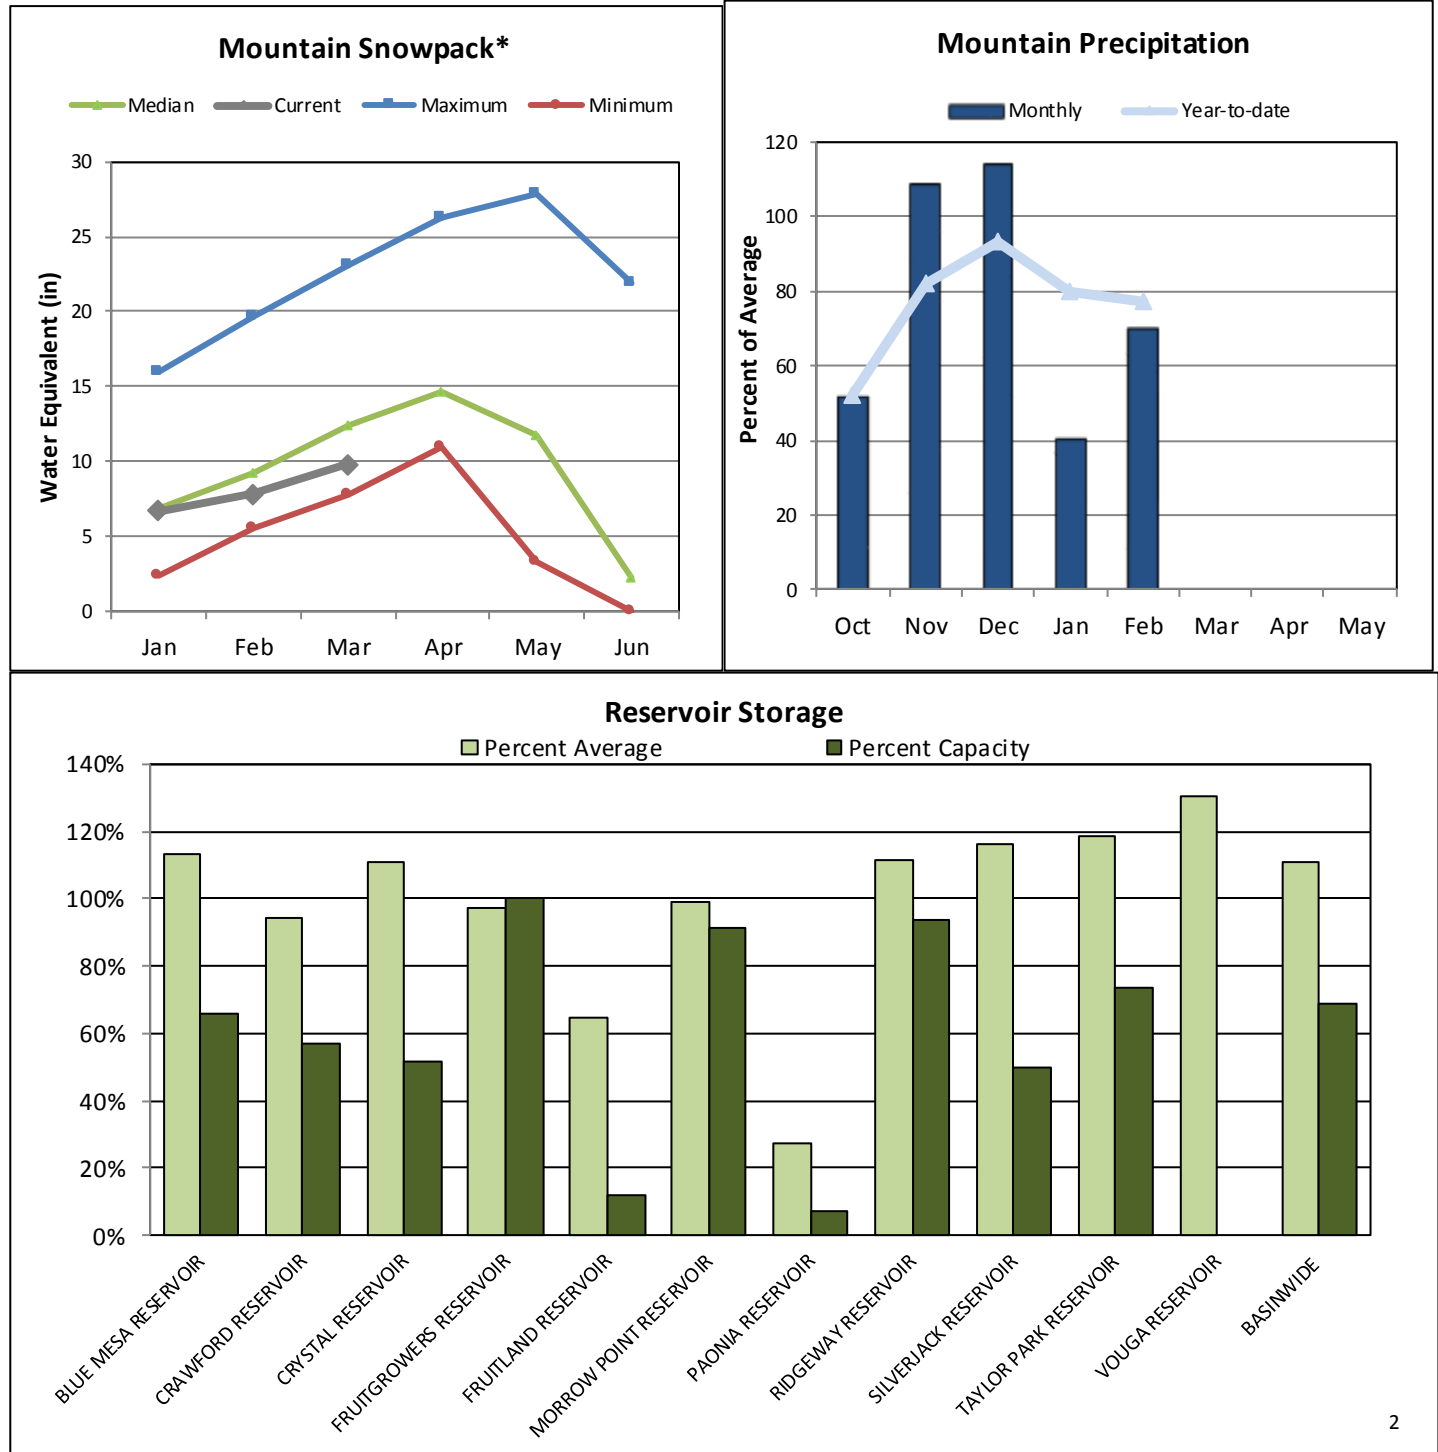 Mountain Snowpack*
Median Current Maximum Minimum
Water Equivalent (in)
30
25
20
15
10
5
0
Jan Feb Mar Apr May Jun
Mountain Precipitation
Monthly Year-to-date
Percent of Average
120
100
80
60
40
20
0
Oct Nov Dec Jan Feb Mar Apr May
Reservoir Storage
Percent Average Percent Capacity
140%
120%
100%
80%
60%
40%
20%
0%
BLUE MESA RESERVOIR
CRAWFORD RESERVOIR
CRYSTAL RESERVOIR
FRUITGROWERS RESERVOIR
FRUITLAND RESERVOIR
MORROW POINT RESERVOIR
PAONIA RESERVOIR
RIDGEWAY RESERVOIR
SILVERJACK RESERVOIR
TAYLOR PARK RESERVOIR
VOUGA RESERVOIR
BASINWIDE
2